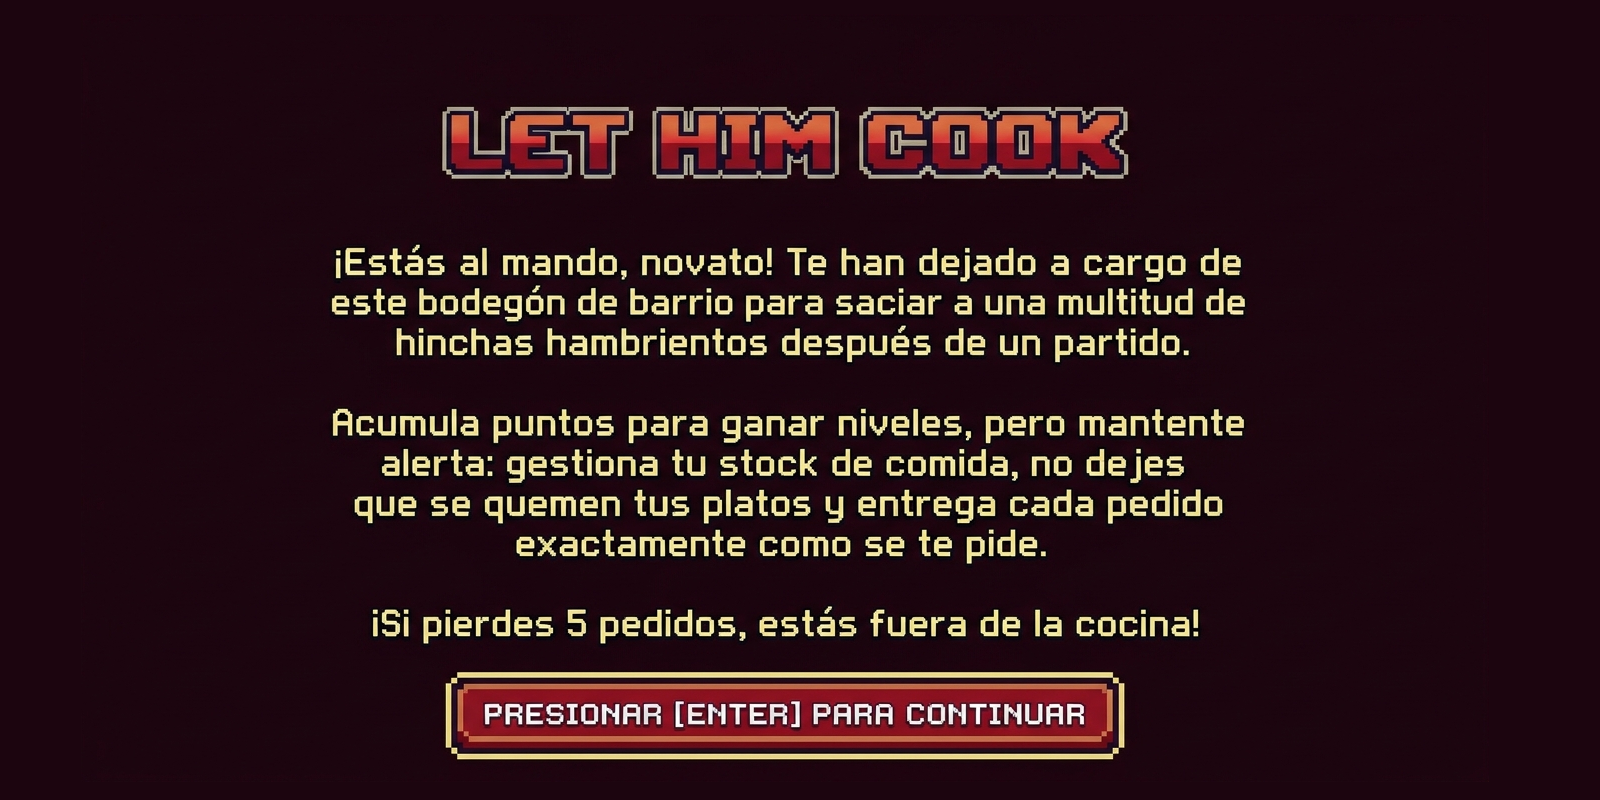 LET HIM COOK
¡Estás al mando, novato! Te han dejado a cargo de
este bodegón de barrio para saciar a una multitud de
hinchas hambrientos después de un partido.
Acumula puntos para ganar niveles, pero mantente
alerta: gestiona tu stock de comida, no dejes
que se quemen tus platos y entrega cada pedido
exactamente como se te pide.
¡Si pierdes 5 pedidos, estás fuera de la cocina!
PRESIONAR [ENTER] PARA CONTINUAR